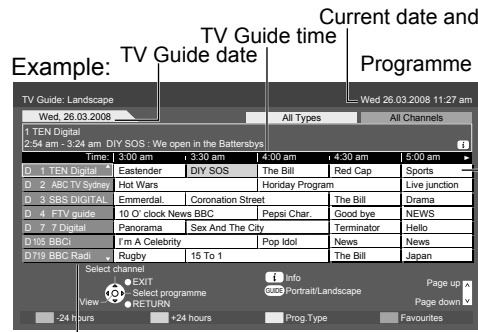 Current date and
TV Guide time
TV Guide date
Example:
Programme
TV Guide: Landscape
Wed 26.03.2008 11:27 am
Wed, 26.03.2008
All Types
All Channels
1 TEN Digital
2:54 am - 3:24 am DIY SOS : We open in the Battersbys
i
Time: 3:00 am 3:30 am 4:00 am 4:30 am 5:00 am
D 1 TEN Digital Eastender DIY SOS The Bill Red Cap Sports
D 2 ABC TV Sydney Hot Wars Horiday Program Live junction
D 3 SBS DIGITAL Emmerdal. Coronation Street The Bill Drama
D 4 FTV guide 10 O' clock News BBC Pepsi Char. Good bye NEWS
D 7 7 Digital Panorama Sex And The City Terminator Hello
D105 BBCi I'm A Celebrity Pop Idol News News
D719 BBC Radi Rugby 15 To 1 The Bill Japan
Select channel
EXIT
Select programme
View
RETURN
i Info
GUIDE Portrait/Landscape
Page up
Page down
-24 hours
+24 hours
Prog.Type
Favourites